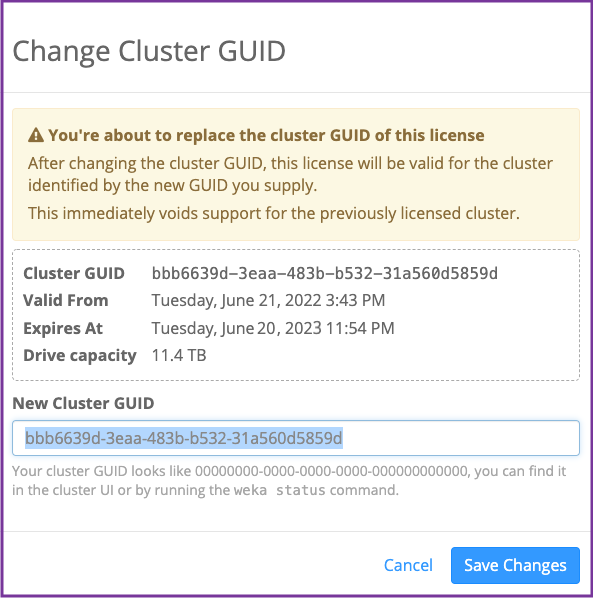 Change Cluster GUID
You're about to replace the cluster GUID of this license
After changing the cluster GUID, this license will be valid for the cluster
identified by the new GUID you supply.
This immediately voids support for the previously licensed cluster.
Cluster GUID bbb6639d-3eaa-483b-b532-31a560d5859d
Valid From Tuesday, June 21, 2022 3:43 PM
Expires At Tuesday, June 20, 2023 11:54 PM
Drive capacity 11.4 TB
New Cluster GUID
bbb6639d-3eaa-483b-b532-31a560d5859d
Your cluster GUID looks like 00000000-0000-0000-0000-000000000000, you can find it
in the cluster UI or by running the weka status command.
Cancel Save Changes